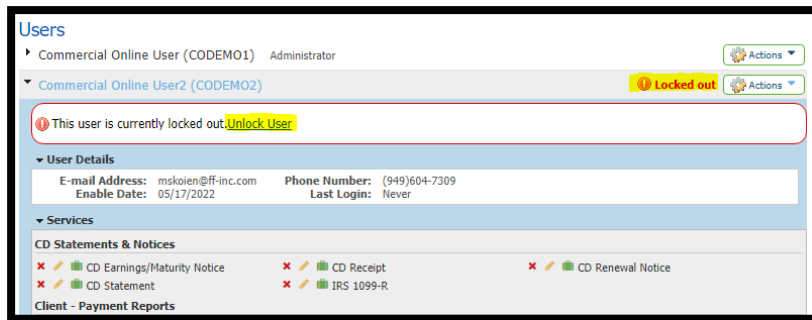 Users
Commercial Online User (CODEMO1) Administrator Actions
Commercial Online User2 (CODEMO2) Locked out Actions
This user is currently locked out.Unlock User
User Details
E-mail Address: mskoien@ff-inc.com Phone Number: (949)604-7309
Enable Date: 05/17/2022 Last Login: Never
Services
CD Statements & Notices
CD Earnings/Maturity Notice CD Receipt CD Renewal Notice
CD Statement IRS 1099-R
Client - Payment Reports